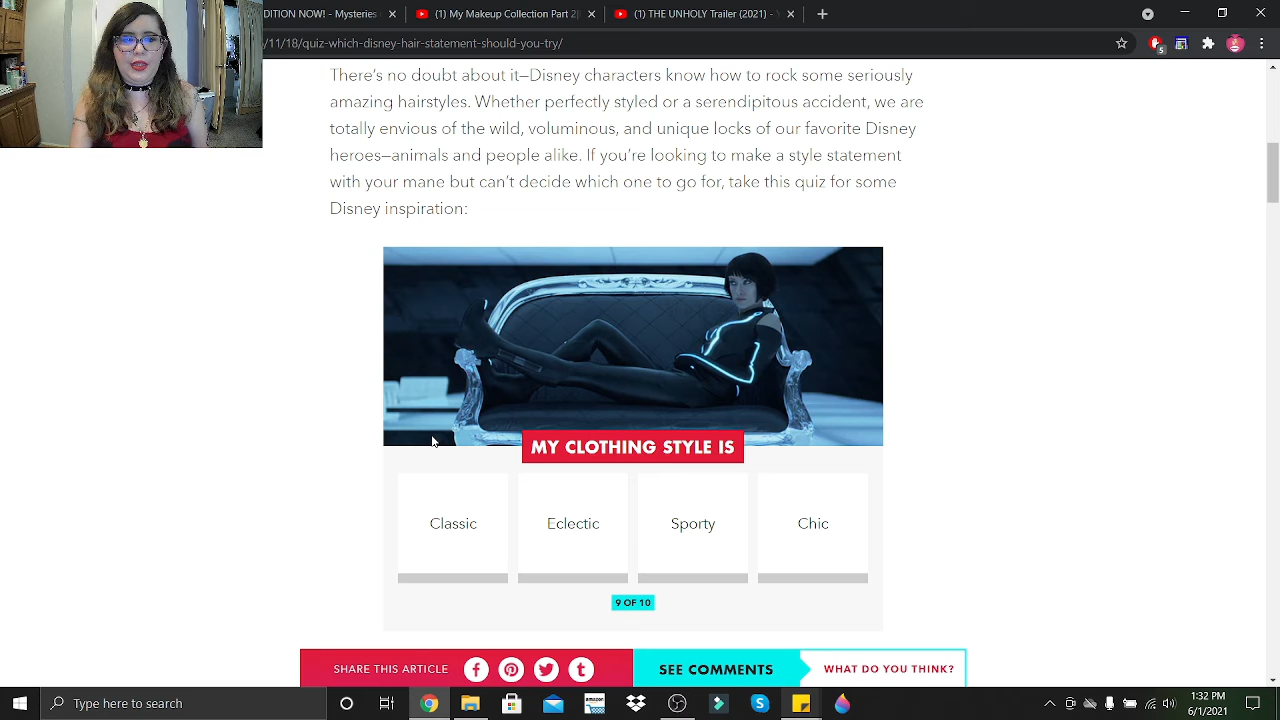 DITION NOW! - Mysteries
(1) My Makeup Collection Part 2|
(1) THE UNHOLY Trailer (2021) -
/11/18/quiz-which-disney-hair-statement-should-you-try/
5
There's no doubt about it—Disney characters know how to rock some seriously
amazing hairstyles. Whether perfectly styled or a serendipitous accident, we are
totally envious of the wild, voluminous, and unique locks of our favorite Disney
heroes—animals and people alike. If you're looking to make a style statement
with your mane but can't decide which one to go for, take this quiz for some
Disney inspiration:
MY CLOTHING STYLE IS
Classic
Eclectic
Sporty
Chic
9 OF 10
SHARE THIS ARTICLE
SEE COMMENTS
WHAT DO YOU THINK?
Type here to search
amazon
1:32 PM
6/1/2021